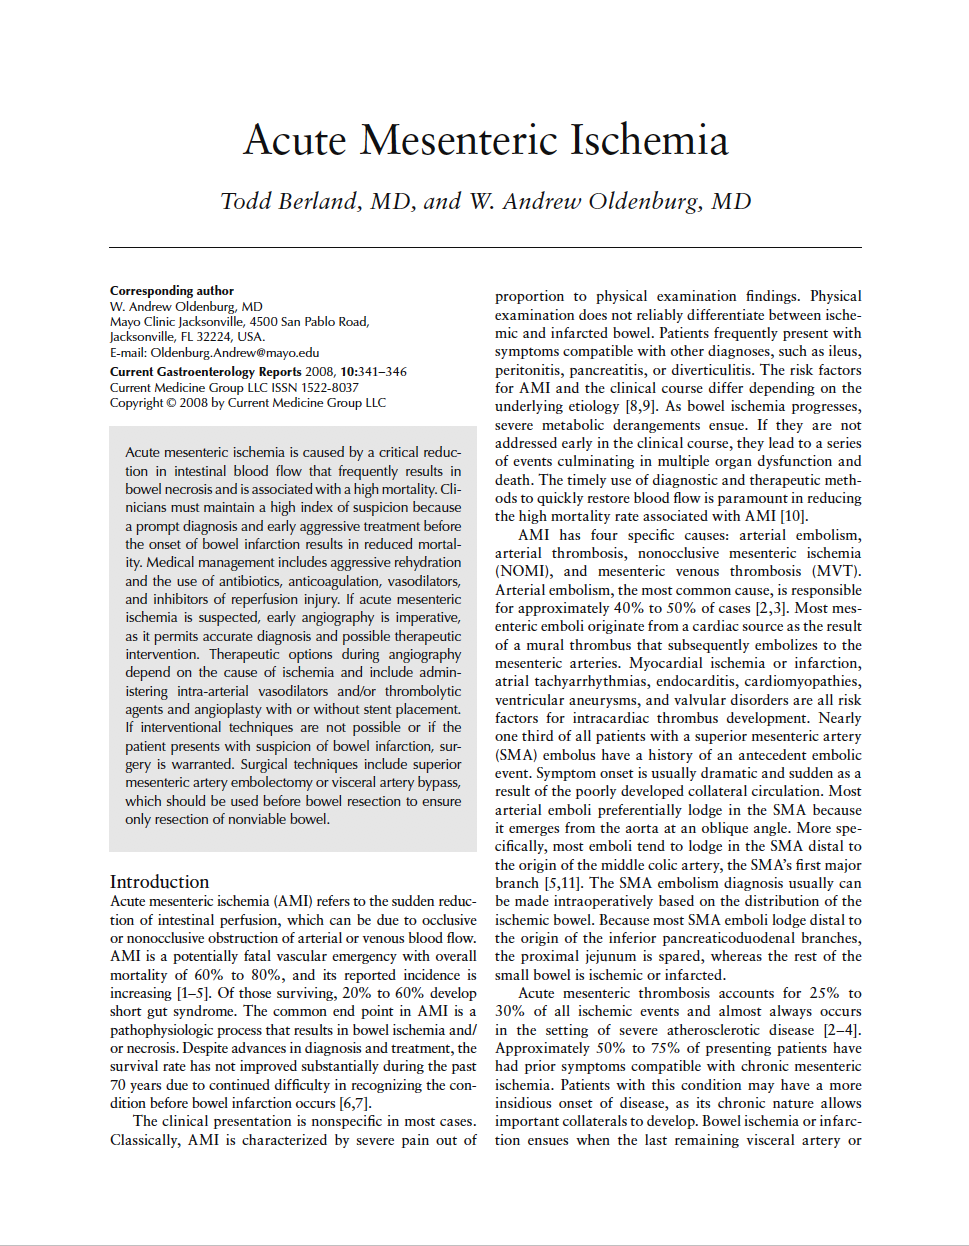 Acute Mesenteric Ischemia
Todd Berland, MD, and W. Andrew Oldenburg, MD
Corresponding author
W. Andrew Oldenburg, MD
Mayo Clinic Jacksonville, 4500 San Pablo Road,
Jacksonville, FL 32224, USA.
E-mail: Oldenburg.Andrew@mayo.edu
Current Gastroenterology Reports 2008, 10:341–346
Current Medicine Group LLC ISSN 1522-8037
Copyright © 2008 by Current Medicine Group LLC
Acute mesenteric ischemia is caused by a critical reduc-
tion in intestinal blood flow that frequently results in
bowel necrosis and is associated with a high mortality. Cli-
nicians must maintain a high index of suspicion because
a prompt diagnosis and early aggressive treatment before
the onset of bowel infarction results in reduced mortal-
ity. Medical management includes aggressive rehydration
and the use of antibiotics, anticoagulation, vasodilators,
and inhibitors of reperfusion injury. If acute mesenteric
ischemia is suspected, early angiography is imperative,
as it permits accurate diagnosis and possible therapeutic
intervention. Therapeutic options during angiography
depend on the cause of ischemia and include admin-
istering intra-arterial vasodilators and/or thrombolytic
agents and angioplasty with or without stent placement.
If interventional techniques are not possible or if the
patient presents with suspicion of bowel infarction, sur-
gery is warranted. Surgical techniques include superior
mesenteric artery embolectomy or visceral artery bypass,
which should be used before bowel resection to ensure
only resection of nonviable bowel.
Introduction
Acute mesenteric ischemia (AMI) refers to the sudden reduc-
tion of intestinal perfusion, which can be due to occlusive
or nonocclusive obstruction of arterial or venous blood flow.
AMI is a potentially fatal vascular emergency with overall
mortality of 60% to 80%, and its reported incidence is
increasing [1–5]. Of those surviving, 20% to 60% develop
short gut syndrome. The common end point in AMI is a
pathophysiologic process that results in bowel ischemia and/
or necrosis. Despite advances in diagnosis and treatment, the
survival rate has not improved substantially during the past
70 years due to continued difficulty in recognizing the con-
dition before bowel infarction occurs [6,7].
The clinical presentation is nonspecific in most cases.
Classically, AMI is characterized by severe pain out of
proportion to physical examination findings. Physical
examination does not reliably differentiate between ische-
mic and infarcted bowel. Patients frequently present with
symptoms compatible with other diagnoses, such as ileus,
peritonitis, pancreatitis, or diverticulitis. The risk factors
for AMI and the clinical course differ depending on the
underlying etiology [8,9]. As bowel ischemia progresses,
severe metabolic derangements ensue. If they are not
addressed early in the clinical course, they lead to a series
of events culminating in multiple organ dysfunction and
death. The timely use of diagnostic and therapeutic meth-
ods to quickly restore blood flow is paramount in reducing
the high mortality rate associated with AMI [10].
AMI has four specific causes: arterial embolism,
arterial thrombosis, nonocclusive mesenteric ischemia
(NOMI), and mesenteric venous thrombosis (MVT).
Arterial embolism, the most common cause, is responsible
for approximately 40% to 50% of cases [2,3]. Most mes-
enteric emboli originate from a cardiac source as the result
of a mural thrombus that subsequently embolizes to the
mesenteric arteries. Myocardial ischemia or infarction,
atrial tachyarrhythmias, endocarditis, cardiomyopathies,
ventricular aneurysms, and valvular disorders are all risk
factors for intracardiac thrombus development. Nearly
one third of all patients with a superior mesenteric artery
(SMA) embolus have a history of an antecedent embolic
event. Symptom onset is usually dramatic and sudden as a
result of the poorly developed collateral circulation. Most
arterial emboli preferentially lodge in the SMA because
it emerges from the aorta at an oblique angle. More spe-
cifically, most emboli tend to lodge in the SMA distal to
the origin of the middle colic artery, the SMA's first major
branch [5,11]. The SMA embolism diagnosis usually can
be made intraoperatively based on the distribution of the
ischemic bowel. Because most SMA emboli lodge distal to
the origin of the inferior pancreaticoduodenal branches,
the proximal jejunum is spared, whereas the rest of the
small bowel is ischemic or infarcted.
Acute mesenteric thrombosis accounts for 25% to
30% of all ischemic events and almost always occurs
in the setting of severe atherosclerotic disease [2–4].
Approximately 50% to 75% of presenting patients have
had prior symptoms compatible with chronic mesenteric
ischemia. Patients with this condition may have a more
insidious onset of disease, as its chronic nature allows
important collaterals to develop. Bowel ischemia or infarc-
tion ensues when the last remaining visceral artery or